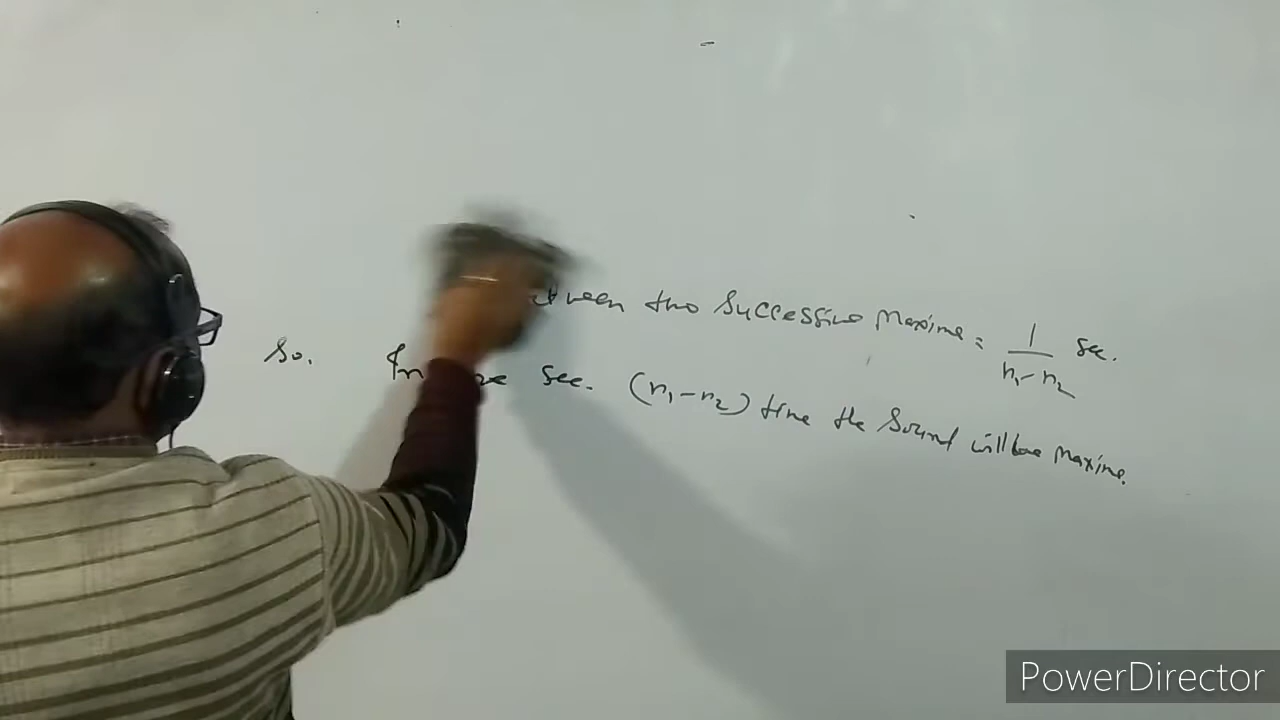 two Successive Maxima = 1/n₁-n₂ sec.
So. In sec. (n₁-n₂) time the Sound will be Maxima.
PowerDirector